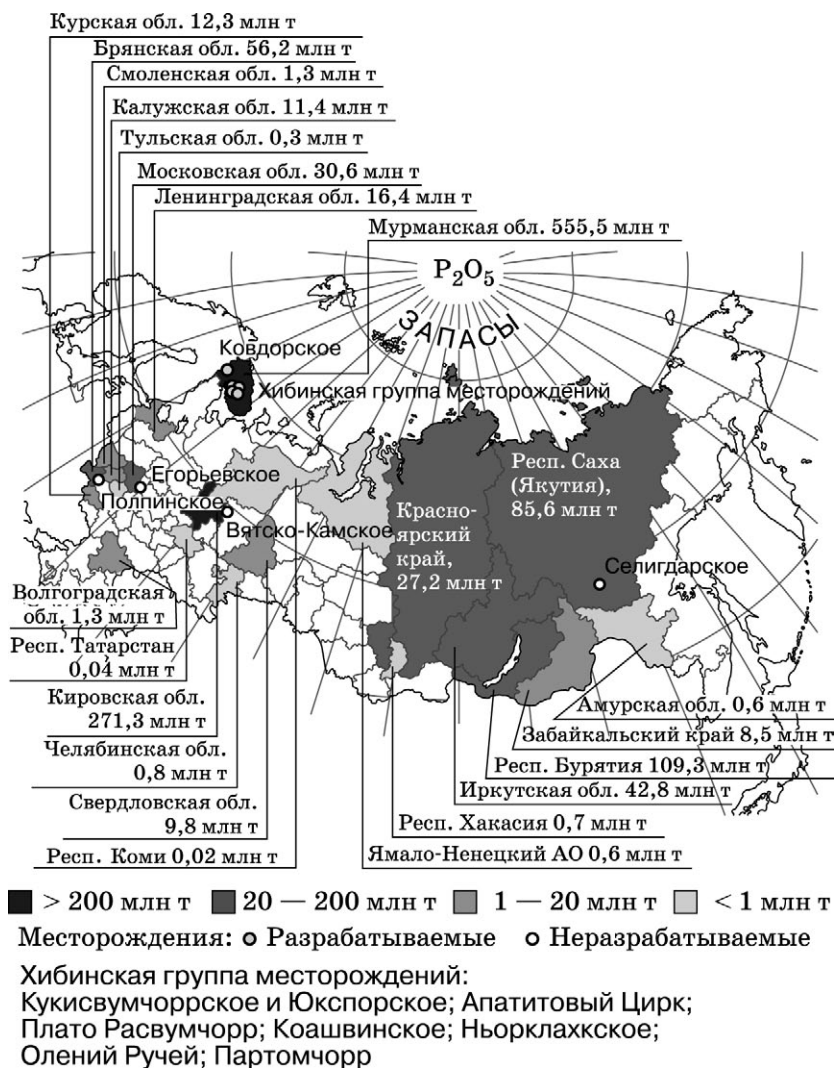 Курская обл. 12,3 млн т
Брянская обл. 56,2 млн т
Смоленская обл. 1,3 млн т
Калужская обл. 11,4 млн т
Тульская обл. 0,3 млн т
Московская обл. 30,6 млн т
Ленинградская обл. 16,4 млн т
Мурманская обл. 555,5 млн т
P₂O₅
ЗАПАСЫ
Ковдорское
Хибинская группа месторождений
Егорьевское
Полпинское
Вятско-Камское
Красно-
ярский
край,
27,2 млн т
Респ. Саха
(Якутия),
85,6 млн т
Селигдарское
Волгоградская
обл. 1,3 млн т
Респ. Татарстан
0,04 млн т
Кировская обл.
271,3 млн т
Челябинская обл.
0,8 млн т
Свердловская обл.
9,8 млн т
Респ. Коми 0,02 млн т
Амурская обл. 0,6 млн т
Забайкальский край 8,5 млн т
Респ. Бурятия 109,3 млн т
Иркутская обл. 42,8 млн т
Респ. Хакасия 0,7 млн т
Ямало-Ненецкий АО 0,6 млн т
> 200 млн т 20 — 200 млн т 1 — 20 млн т < 1 млн т
Месторождения: Разрабатываемые Неразрабатываемые
Хибинская группа месторождений:
Кукисвумчоррское и Юкспорское; Апатитовый Цирк;
Плато Расвумчорр; Коашвинское; Ньорклахкское;
Олений Ручей; Партомчорр